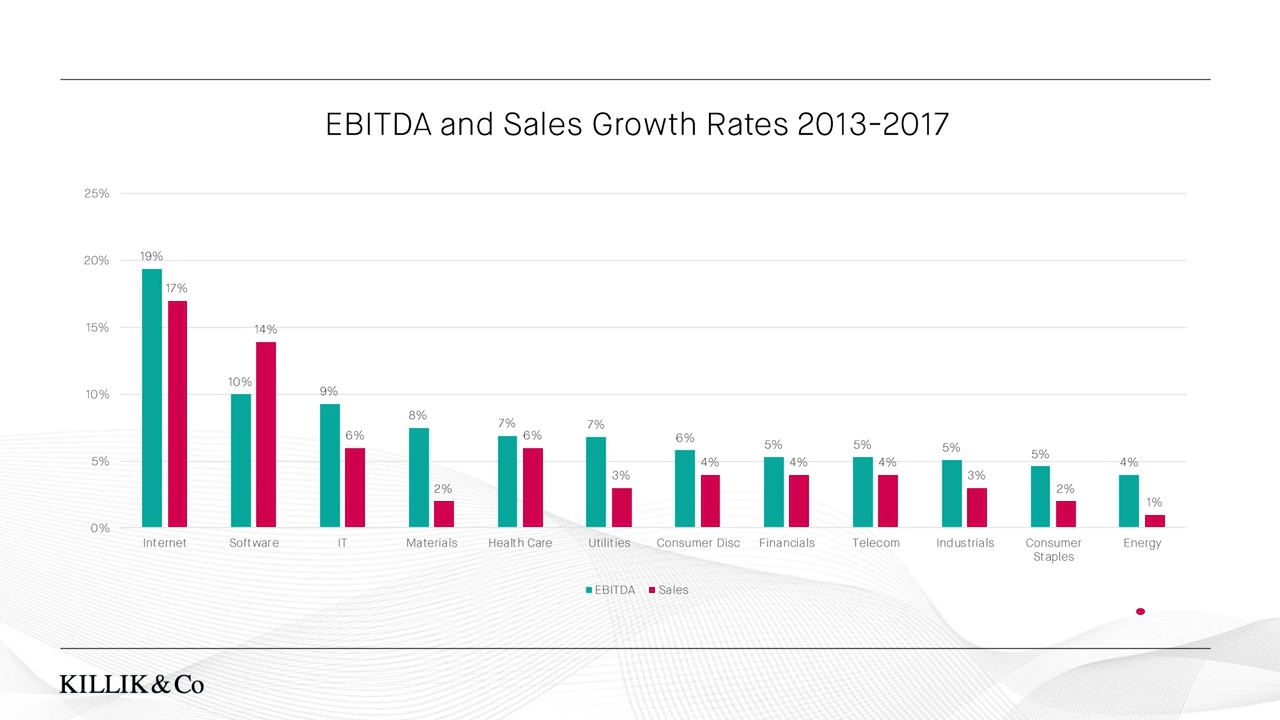 EBITDA and Sales Growth Rates 2013-2017
25%
20%
15%
10%
5%
0%
19%
17%
10%
14%
9%
6%
8%
2%
7%
6%
7%
3%
6%
4%
5%
4%
5%
4%
5%
3%
5%
2%
4%
1%
Internet
Software
IT
Materials
Health Care
Utilities
Consumer Disc
Financials
Telecom
Industrials
Consumer
Staples
Energy
EBITDA
Sales
KILLIK & Co